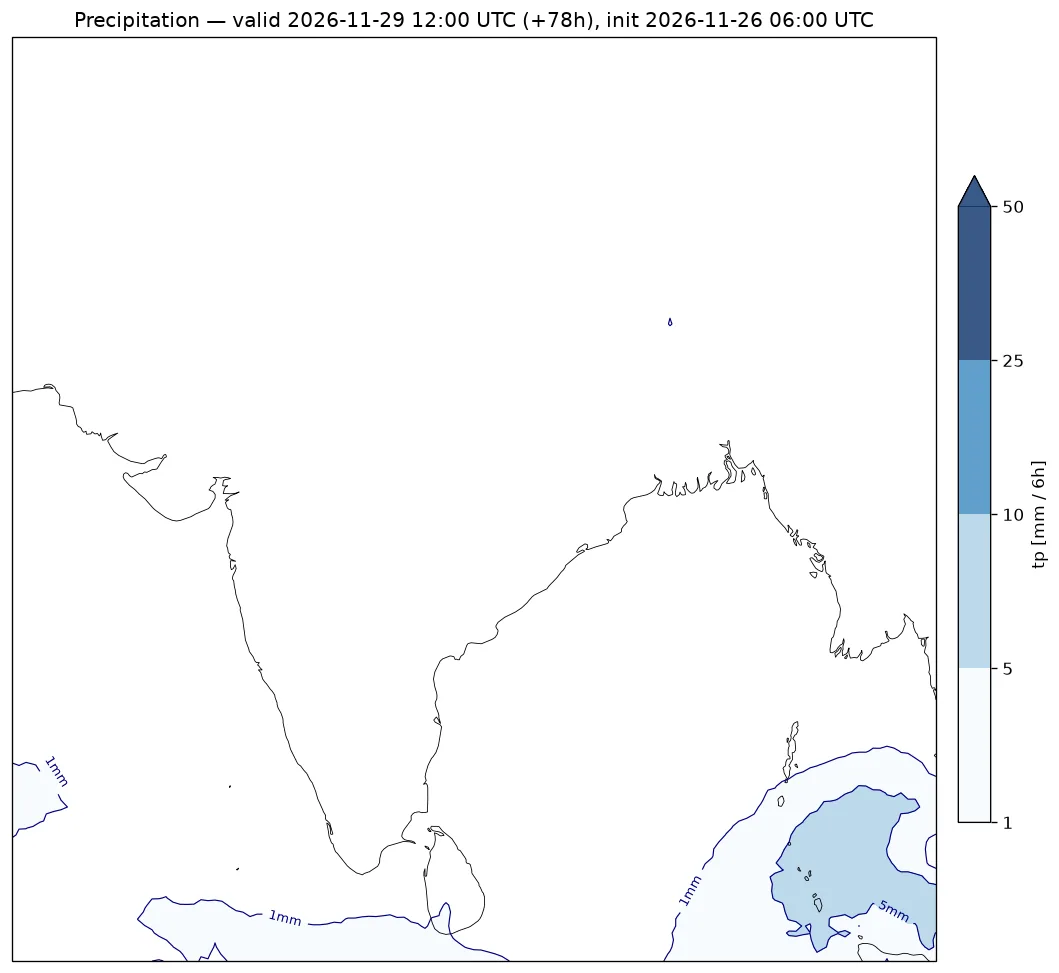 Precipitation — valid 2026-11-29 12:00 UTC (+78h), init 2026-11-26 06:00 UTC
50
25
10
5
1
tp [mm / 6h]
1mm
1mm
1mm
5mm